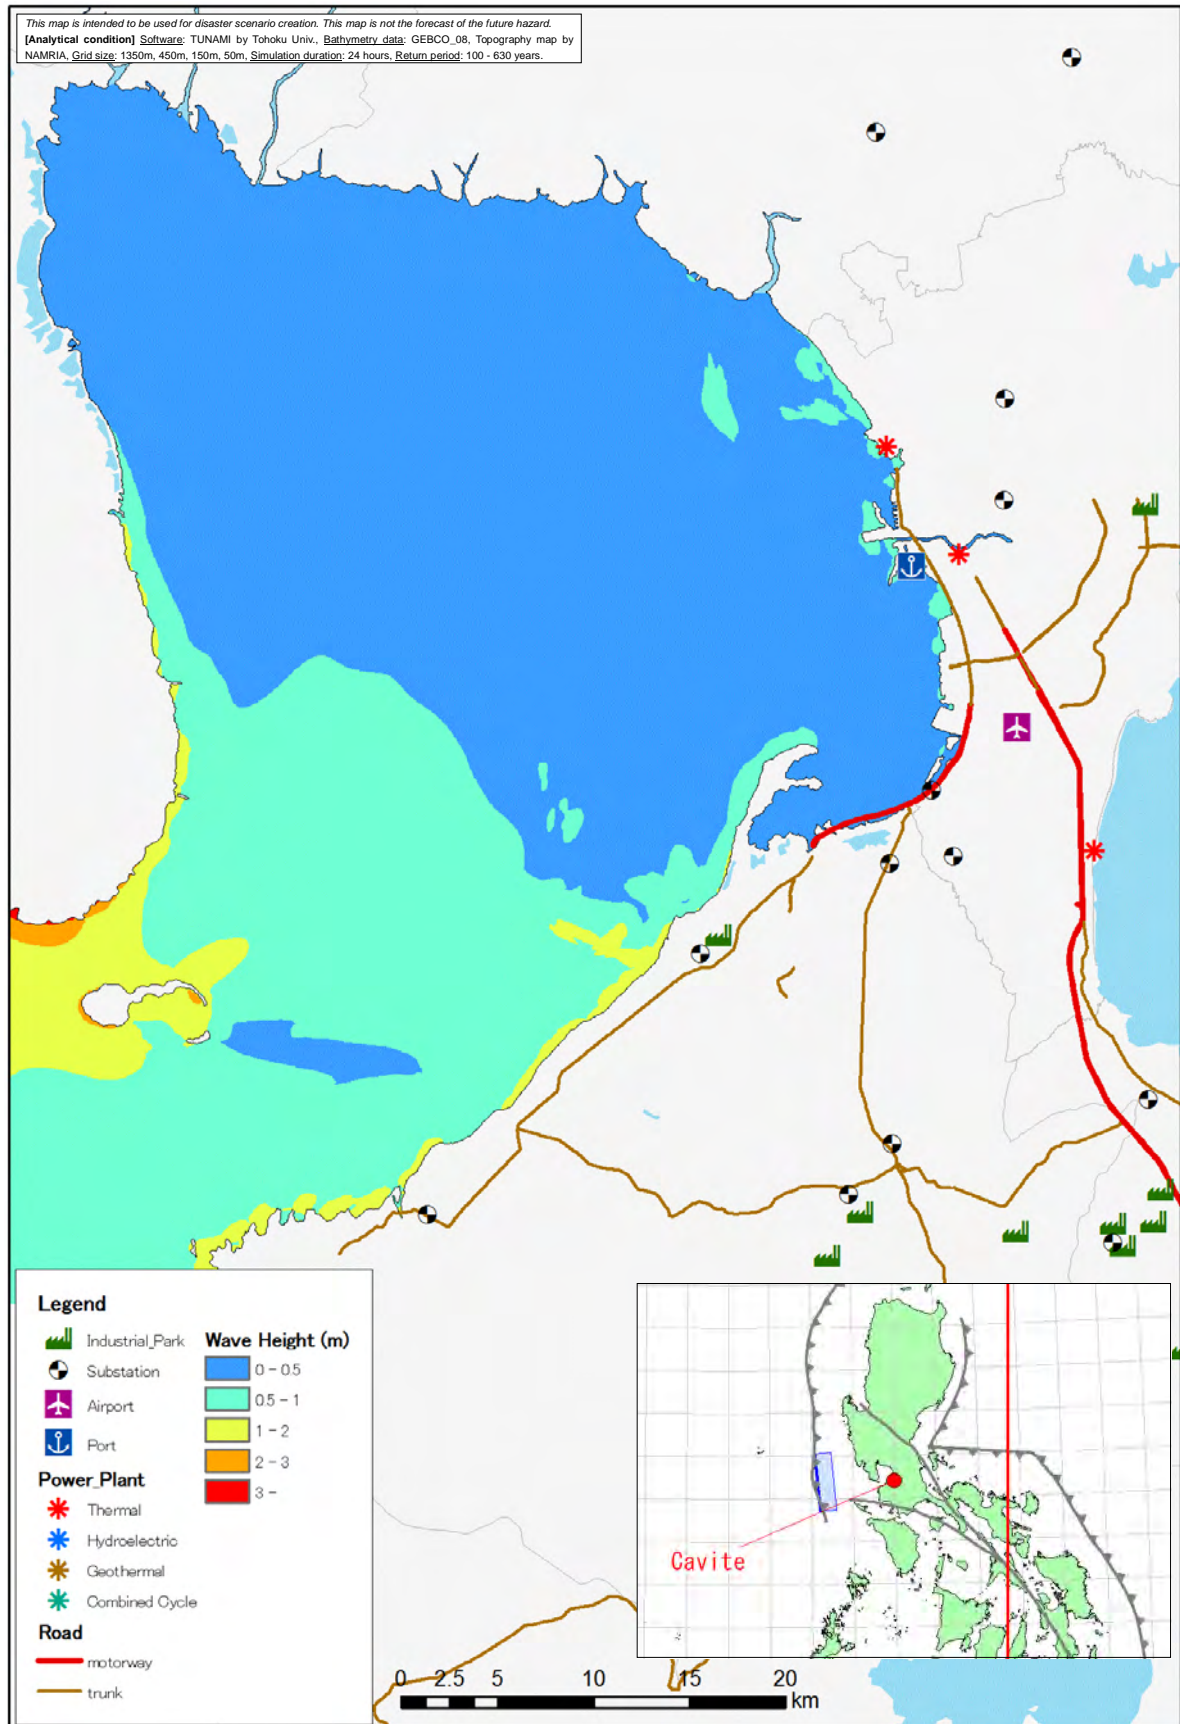 This map is intended to be used for disaster scenario creation. This map is not the forecast of the future hazard.
[Analytical condition] Software: TUNAMI by Tohoku Univ., Bathymetry data: GEBCO_08, Topography map by
NAMRIA, Grid size: 1350m, 450m, 150m, 50m, Simulation duration: 24 hours, Return period: 100 - 630 years.
Legend
Industrial_Park
Substation
Airport
Port
Power_Plant
Thermal
Hydroelectric
Geothermal
Combined Cycle
Road
motorway
trunk
Wave Height (m)
0 - 0.5
0.5 - 1
1 - 2
2 - 3
3 -
Cavite
0 2.5 5 10 15 20
km